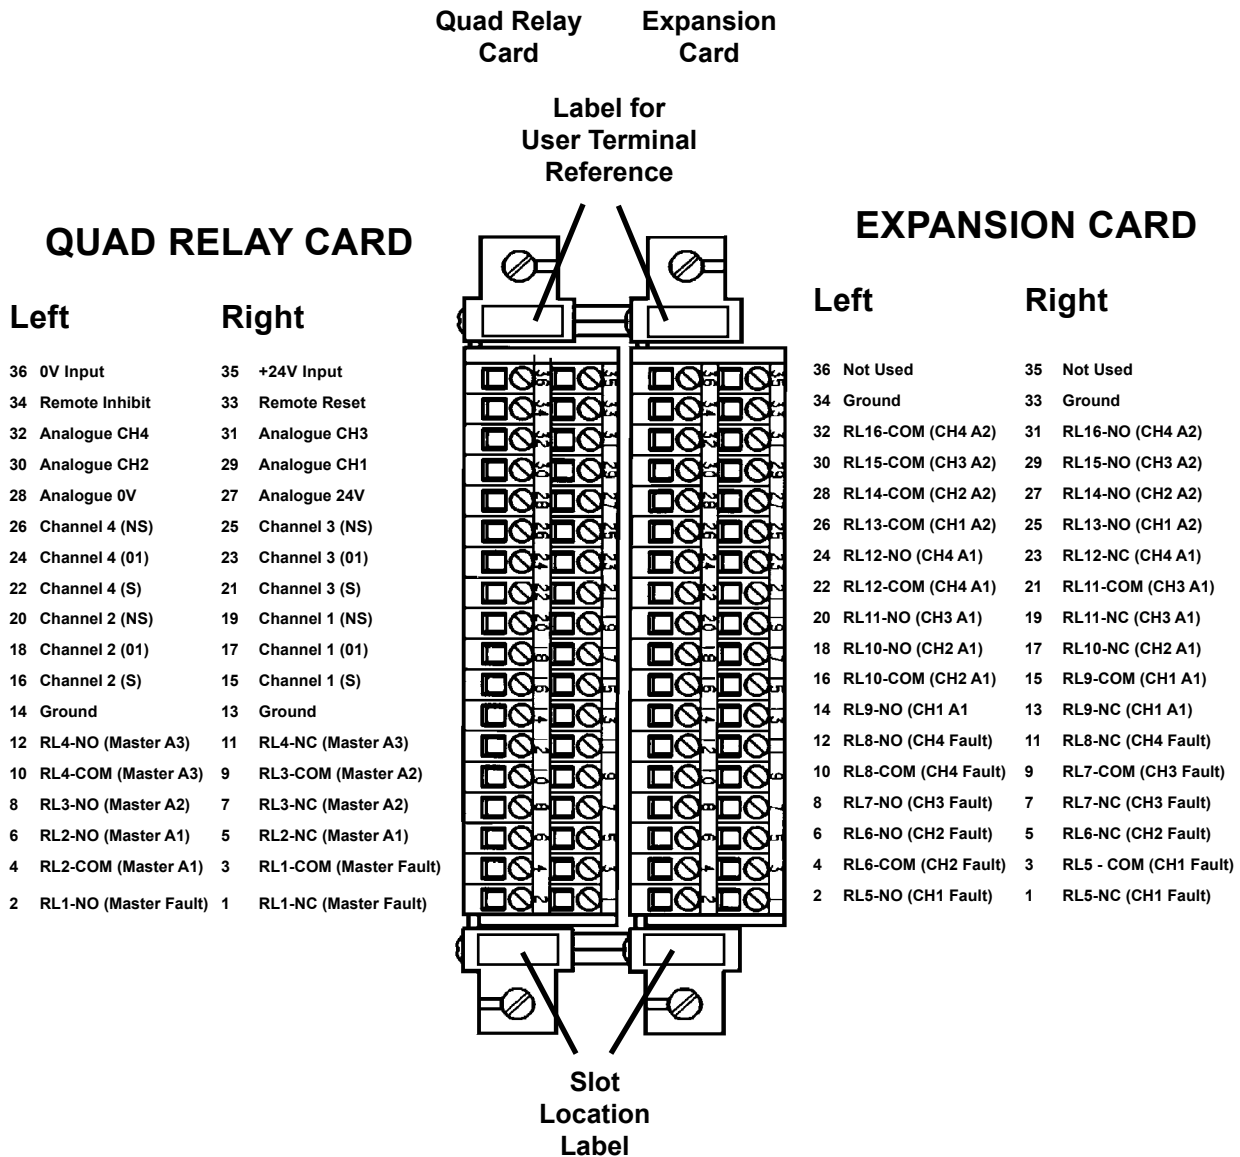 Quad Relay Card
Expansion Card
Label for
User Terminal
Reference
QUAD RELAY CARD
Left Right
36 0V Input 35 +24V Input
34 Remote Inhibit 33 Remote Reset
32 Analogue CH4 31 Analogue CH3
30 Analogue CH2 29 Analogue CH1
28 Analogue 0V 27 Analogue 24V
26 Channel 4 (NS) 25 Channel 3 (NS)
24 Channel 4 (01) 23 Channel 3 (01)
22 Channel 4 (S) 21 Channel 3 (S)
20 Channel 2 (NS) 19 Channel 1 (NS)
18 Channel 2 (01) 17 Channel 1 (01)
16 Channel 2 (S) 15 Channel 1 (S)
14 Ground 13 Ground
12 RL4-NO (Master A3) 11 RL4-NC (Master A3)
10 RL4-COM (Master A3) 9 RL3-COM (Master A2)
8 RL3-NO (Master A2) 7 RL3-NC (Master A2)
6 RL2-NO (Master A1) 5 RL2-NC (Master A1)
4 RL2-COM (Master A1) 3 RL1-COM (Master Fault)
2 RL1-NO (Master Fault) 1 RL1-NC (Master Fault)
EXPANSION CARD
Left Right
36 Not Used 35 Not Used
34 Ground 33 Ground
32 RL16-COM (CH4 A2) 31 RL16-NO (CH4 A2)
30 RL15-COM (CH3 A2) 29 RL15-NO (CH3 A2)
28 RL14-COM (CH2 A2) 27 RL14-NO (CH2 A2)
26 RL13-COM (CH1 A2) 25 RL13-NO (CH1 A2)
24 RL12-NO (CH4 A1) 23 RL12-NC (CH4 A1)
22 RL12-COM (CH4 A1) 21 RL11-COM (CH3 A1)
20 RL11-NO (CH3 A1) 19 RL11-NC (CH3 A1)
18 RL10-NO (CH2 A1) 17 RL10-NC (CH2 A1)
16 RL10-COM (CH2 A1) 15 RL9-COM (CH1 A1)
14 RL9-NO (CH1 A1 13 RL9-NC (CH1 A1)
12 RL8-NO (CH4 Fault) 11 RL8-NC (CH4 Fault)
10 RL8-COM (CH4 Fault) 9 RL7-COM (CH3 Fault)
8 RL7-NO (CH3 Fault) 7 RL7-NC (CH3 Fault)
6 RL6-NO (CH2 Fault) 5 RL6-NC (CH2 Fault)
4 RL6-COM (CH2 Fault) 3 RL5 - COM (CH1 Fault)
2 RL5-NO (CH1 Fault) 1 RL5-NC (CH1 Fault)
Slot
Location
Label